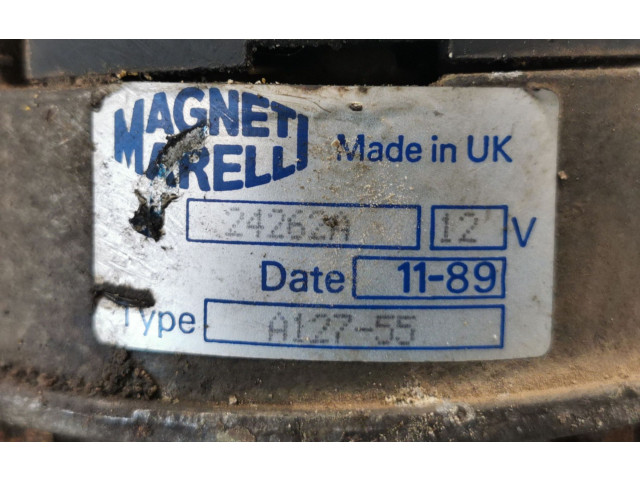 MAGNETI
MARELLI
Made in UK
24262A 12 V
Date 11-89
Type A127-55